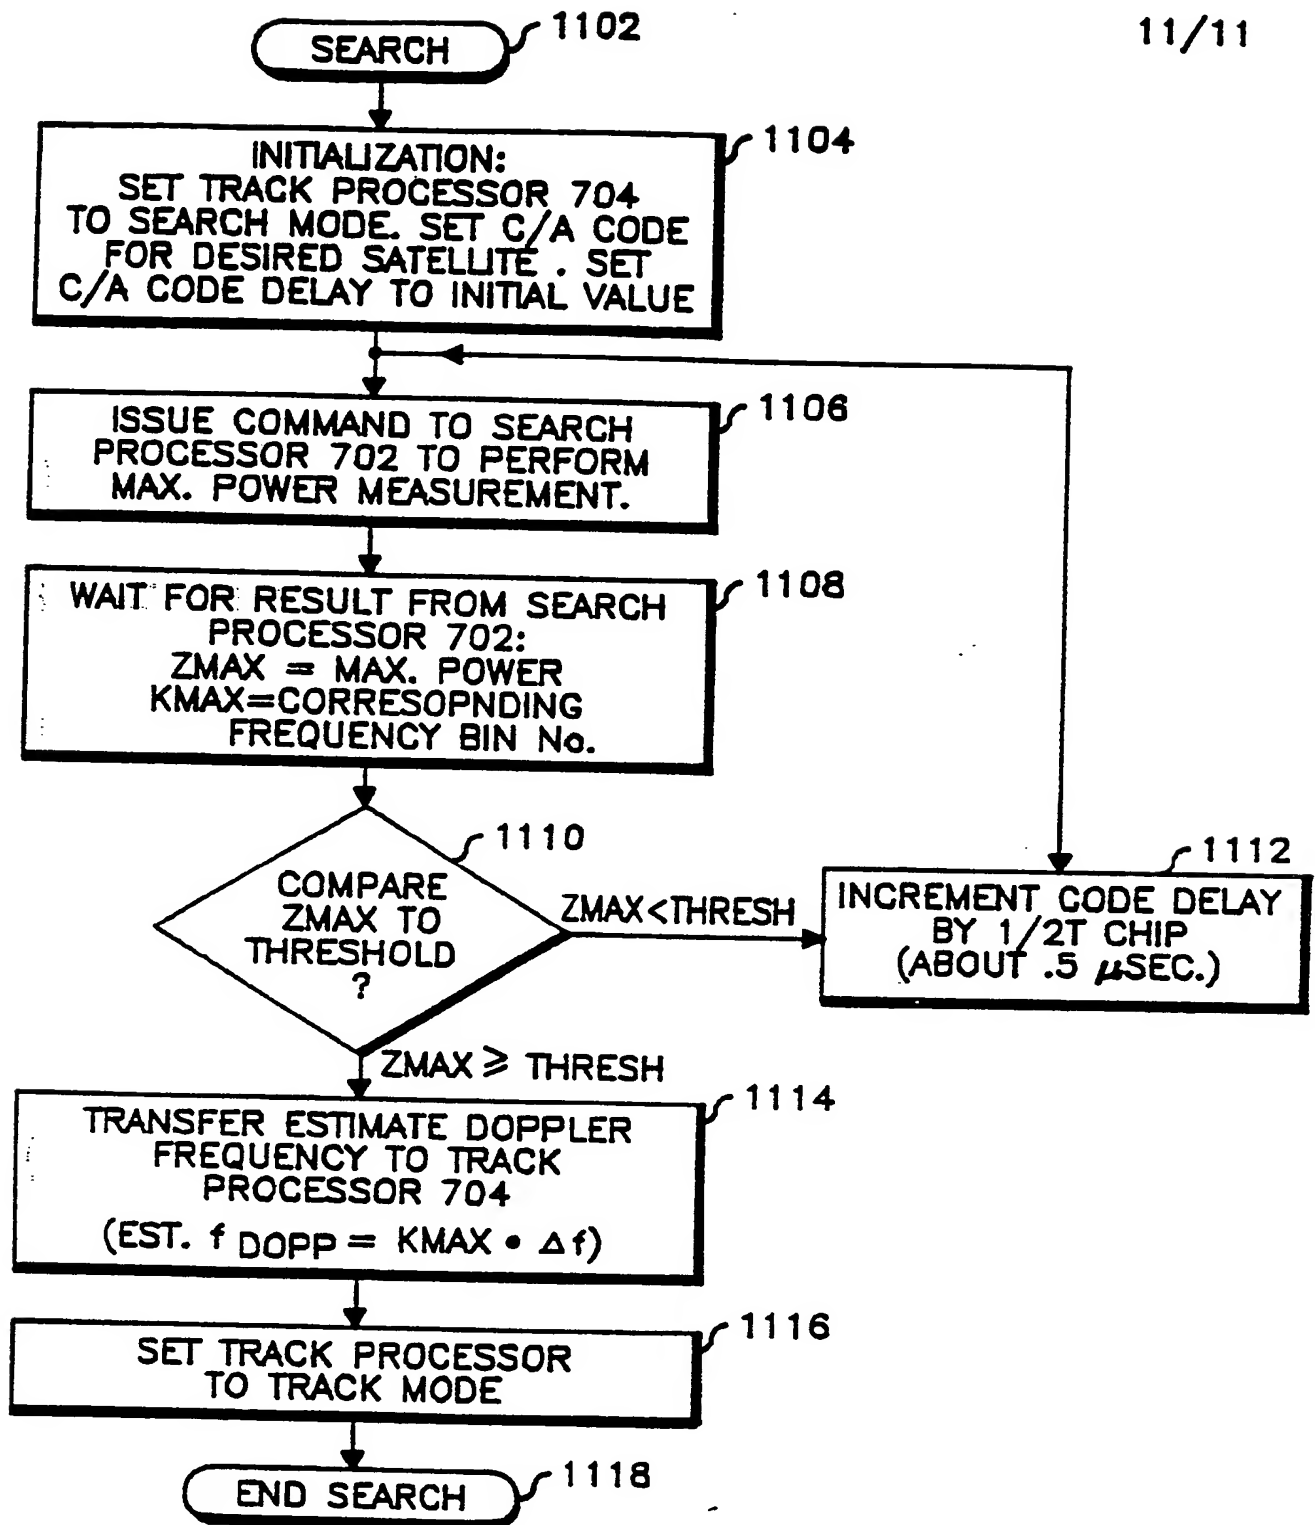 11/11
SEARCH
1102
1104
INITIALIZATION:
SET TRACK PROCESSOR 704
TO SEARCH MODE. SET C/A CODE
FOR DESIRED SATELLITE . SET
C/A CODE DELAY TO INITIAL VALUE
1106
ISSUE COMMAND TO SEARCH
PROCESSOR 702 TO PERFORM
MAX. POWER MEASUREMENT.
1108
WAIT FOR RESULT FROM SEARCH
PROCESSOR 702:
ZMAX = MAX. POWER
KMAX=CORRESOPNDING
FREQUENCY BIN No.
1110
COMPARE
ZMAX TO
THRESHOLD
?
ZMAX<THRESH
1112
INCREMENT CODE DELAY
BY 1/2T CHIP
(ABOUT .5 µSEC.)
ZMAX ⩾ THRESH
1114
TRANSFER ESTIMATE DOPPLER
FREQUENCY TO TRACK
PROCESSOR 704
(EST. f DOPP = KMAX • Δf)
1116
SET TRACK PROCESSOR
TO TRACK MODE
END SEARCH
1118